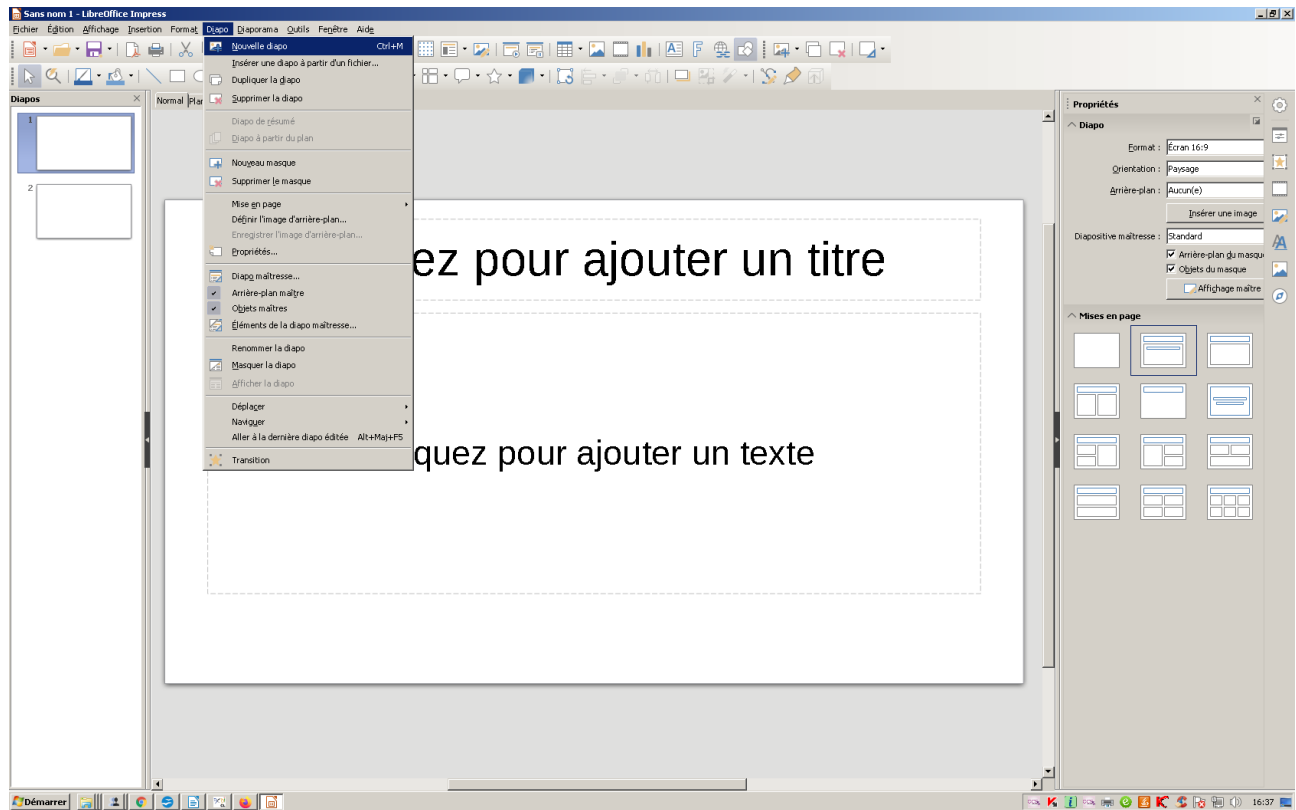 Sans nom 1 - LibreOffice Impress
Fichier Édition Affichage Insertion Format Diapo Diaporama Outils Fenêtre Aide
Nouvelle diapo Ctrl+M
Insérer une diapo à partir d'un fichier...
Dupliquer la diapo
Supprimer la diapo
Diapo de résumé
Diapo à partir du plan
Nouveau masque
Supprimer le masque
Mise en page
Définir l'image d'arrière-plan...
Enregistrer l'image d'arrière-plan...
Propriétés...
Diapo maîtresse...
Arrière-plan maître
Objets maîtres
Éléments de la diapo maîtresse...
Renommer la diapo
Masquer la diapo
Afficher la diapo
Déplacer
Naviguer
Aller à la dernière diapo éditée Alt+Maj+F5
Transition
Diapos
1
2
Normal Plan
ez pour ajouter un titre
quez pour ajouter un texte
Propriétés
Diapo
Format : Écran 16:9
Orientation : Paysage
Arrière-plan : Aucun(e)
Insérer une image
Diapositive maîtresse : Standard
Arrière-plan du masqu
Objets du masque
Affichage maître
Mises en page
Démarrer
16:37